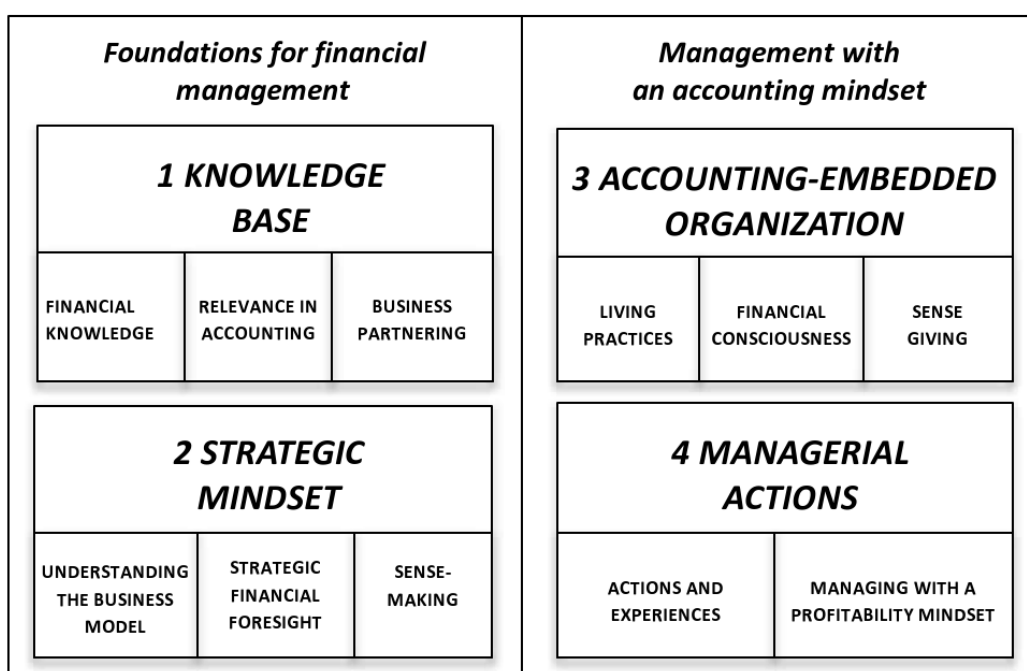 Foundations for financial
management
1 KNOWLEDGE
BASE
FINANCIAL
KNOWLEDGE
RELEVANCE IN
ACCOUNTING
BUSINESS
PARTNERING
2 STRATEGIC
MINDSET
UNDERSTANDING
THE BUSINESS
MODEL
STRATEGIC
FINANCIAL
FORESIGHT
SENSE-
MAKING
Management with
an accounting mindset
3 ACCOUNTING-EMBEDDED
ORGANIZATION
LIVING
PRACTICES
FINANCIAL
CONSCIOUSNESS
SENSE
GIVING
4 MANAGERIAL
ACTIONS
ACTIONS AND
EXPERIENCES
MANAGING WITH A
PROFITABILITY MINDSET